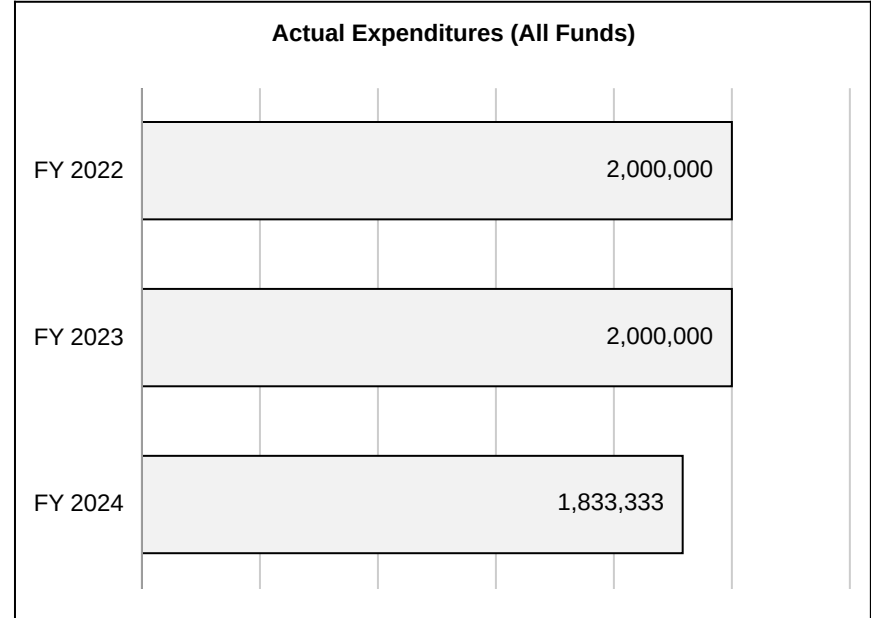 Actual Expenditures (All Funds)
FY 2022
2,000,000
FY 2023
2,000,000
FY 2024
1,833,333